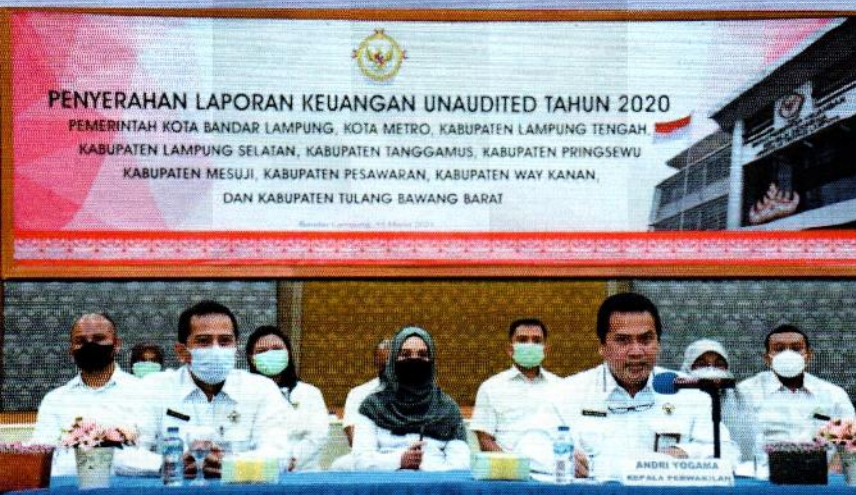 PENYERAHAN LAPORAN KEUANGAN UNAUDITED TAHUN 2020
PEMERINTAH KOTA BANDAR LAMPUNG, KOTA METRO, KABUPATEN LAMPUNG TENGAH,
KABUPATEN LAMPUNG SELATAN, KABUPATEN TANGGAMUS, KABUPATEN PRINGSEWU
KABUPATEN MESUJI, KABUPATEN PESAWARAN, KABUPATEN WAY KANAN,
DAN KABUPATEN TULANG BAWANG BARAT
Bandar Lampung,
ANDRI YOGAMA
KEPALA PERWAKILAN